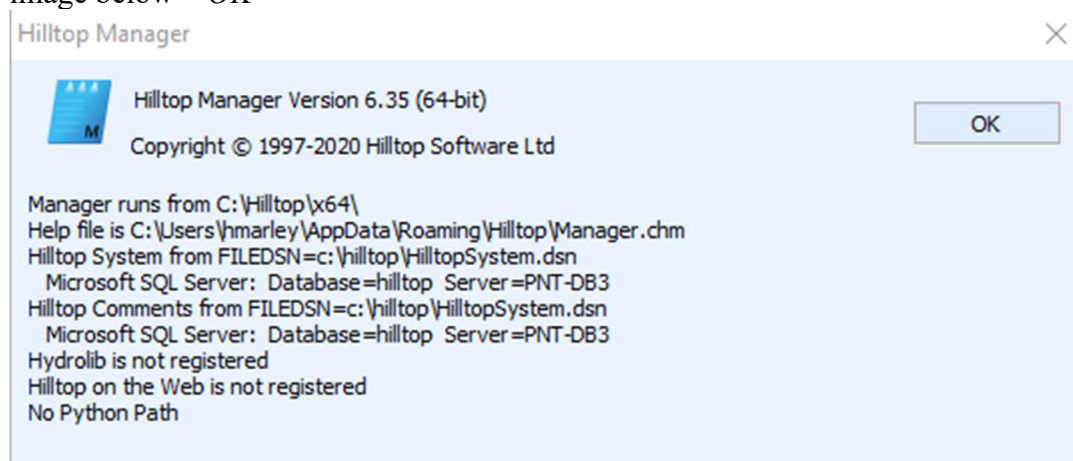 image below – OK
Hilltop Manager
Hilltop Manager Version 6.35 (64-bit)
OK
Copyright © 1997-2020 Hilltop Software Ltd
Manager runs from C:\Hilltop\x64\
Help file is C:\Users\hmarley\AppData\Roaming\Hilltop\Manager.chm
Hilltop System from FILEDSN=c:\hilltop\HilltopSystem.dsn
Microsoft SQL Server: Database=hilltop Server=PNT-DB3
Hilltop Comments from FILEDSN=c:\hilltop\HilltopSystem.dsn
Microsoft SQL Server: Database=hilltop Server=PNT-DB3
Hydrolib is not registered
Hilltop on the Web is not registered
No Python Path